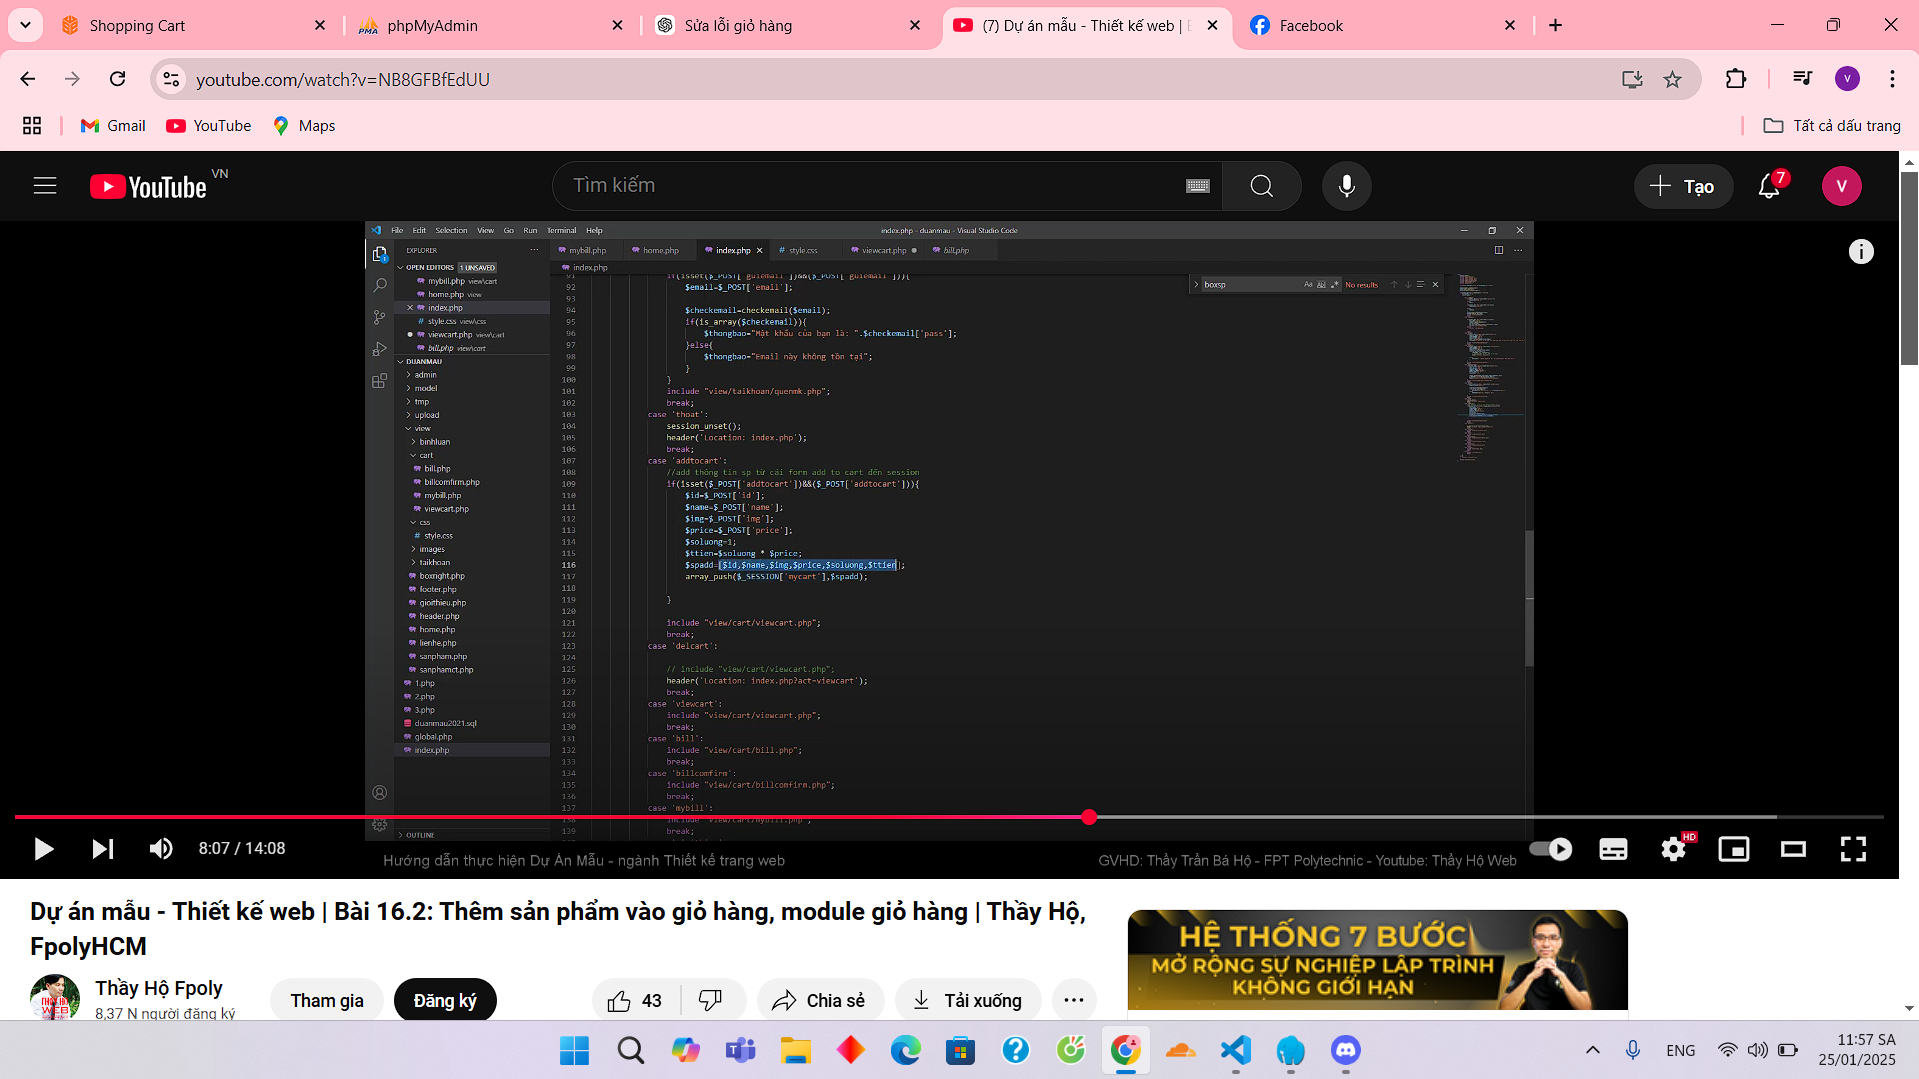 Shopping Cart
phpMyAdmin
Sửa lỗi giỏ hàng
(7) Dự án mẫu - Thiết kế web |
Facebook
youtube.com/watch?v=NB8GFBfEdUU
V
Gmail
YouTube
Maps
Tất cả dấu trang
YouTube VN
Tìm kiếm
Tạo
7
V
File Edit Selection View Go Run Terminal Help
index.php - duanmau - Visual Studio Code
EXPLORER
mybill.php
home.php
index.php
style.css
viewcart.php
bill.php
OPEN EDITORS 1 UNSAVED
mybill.php view\cart
home.php view
index.php
style.css view\css
viewcart.php view\cart
bill.php view\cart
DUANMAU
admin
model
tmp
upload
view
binhluan
cart
bill.php
billcomfirm.php
mybill.php
viewcart.php
css
style.css
images
taikhoan
boxright.php
footer.php
gioithieu.php
header.php
home.php
lienhe.php
sanpham.php
sanphamct.php
1.php
2.php
3.php
duanmau2021.sql
global.php
index.php
OUTLINE
index.php
boxsp
No results
91 if(isset($_POST['guiemail'])&&($_POST['guiemail'])){
92 $email=$_POST['email'];
93
94 $checkemail=checkemail($email);
95 if(is_array($checkemail)){
96 $thongbao="Mật khẩu của bạn là: ".$checkemail['pass'];
97 }else{
98 $thongbao="Email này không tồn tại";
99 }
100 }
101 include "view/taikhoan/quenmk.php";
102 break;
103 case 'thoat':
104 session_unset();
105 header('Location: index.php');
106 break;
107 case 'addtocart':
108 //add thông tin sp từ cái form add to cart đến session
109 if(isset($_POST['addtocart'])&&($_POST['addtocart'])){
110 $id=$_POST['id'];
111 $name=$_POST['name'];
112 $img=$_POST['img'];
113 $price=$_POST['price'];
114 $soluong=1;
115 $ttien=$soluong * $price;
116 $spadd=[$id,$name,$img,$price,$soluong,$ttien];
117 array_push($_SESSION['mycart'],$spadd);
118
119 }
120
121 include "view/cart/viewcart.php";
122 break;
123 case 'delcart':
124
125 // include "view/cart/viewcart.php";
126 header('Location: index.php?act=viewcart');
127 break;
128 case 'viewcart':
129 include "view/cart/viewcart.php";
130 break;
131 case 'bill':
132 include "view/cart/bill.php";
133 break;
134 case 'billcomfirm':
135 include "view/cart/billcomfirm.php";
136 break;
137 case 'mybill':
138 include "view/cart/mybill.php";
139 break;
8:07 / 14:08
HD
Hướng dẫn thực hiện Dự Án Mẫu - ngành Thiết kế trang web
GVHD: Thầy Trần Bá Hộ - FPT Polytechnic - Youtube: Thầy Hộ Web
Dự án mẫu - Thiết kế web | Bài 16.2: Thêm sản phẩm vào giỏ hàng, module giỏ hàng | Thầy Hộ,
FpolyHCM
Thầy Hộ Fpoly
8,37 N người đăng ký
Tham gia
Đăng ký
43
Chia sẻ
Tải xuống
HỆ THỐNG 7 BƯỚC
MỞ RỘNG SỰ NGHIỆP LẬP TRÌNH
KHÔNG GIỚI HẠN
ENG
11:57 SA
25/01/2025